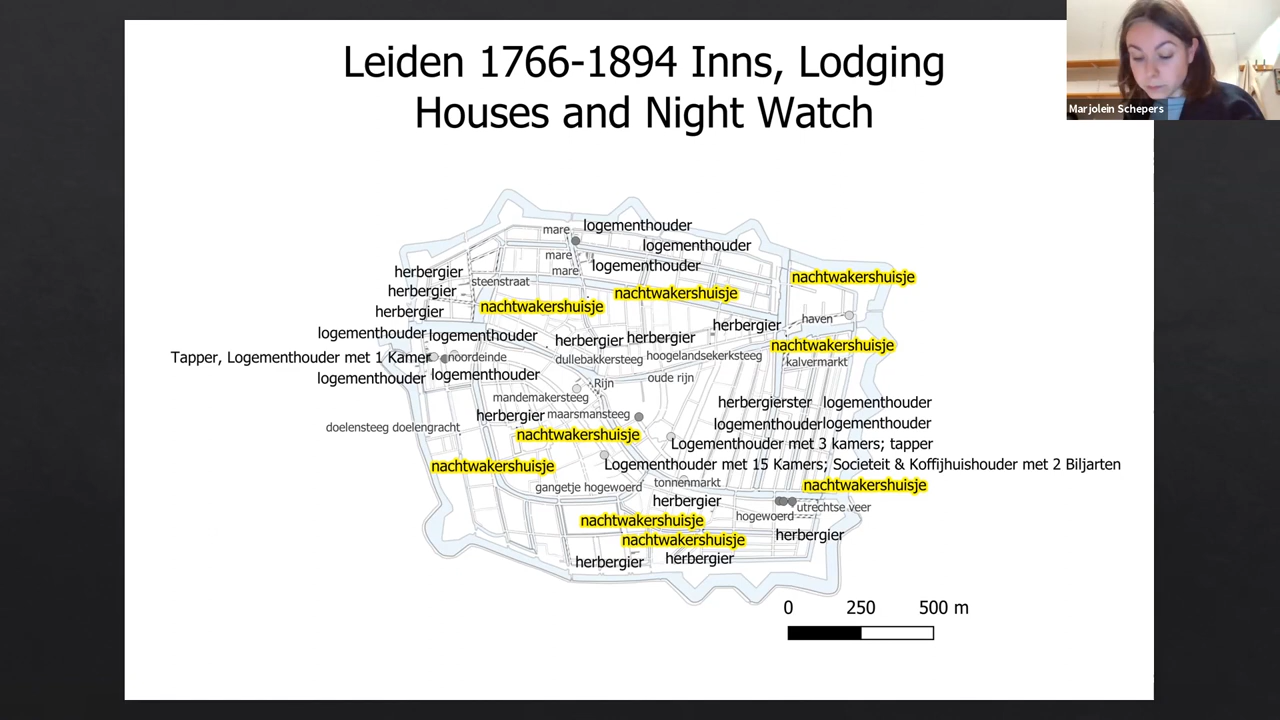 Leiden 1766-1894 Inns, Lodging
Houses and Night Watch
Marjolein Schepers
mare
logementhouder
logementhouder
mare
logementhouder
mare
herbergier
steenstraat
nachtwakershuisje
herbergier
nachtwakershuisje
nachtwakershuisje
herbergier
haven
herbergier
logementhouder
logementhouder
herbergier
herbergier
nachtwakershuisje
Tapper, Logementhouder met 1 Kamer
noordeinde
dullebakkersteeg
hoogelandsekerksteeg
kalvermarkt
logementhouder
logementhouder
Rijn
oude rijn
mandemakersteeg
herbergierster
logementhouder
herbergier
maarsmansteeg
doelensteeg doelengracht
logementhouder
logementhouder
nachtwakershuisje
Logementhouder met 3 kamers; tapper
nachtwakershuisje
Logementhouder met 15 Kamers; Societeit & Koffijhuishouder met 2 Biljarten
gangetje hogewoerd
tonnenmarkt
nachtwakershuisje
herbergier
utrechtse veer
nachtwakershuisje
hogewoerd
nachtwakershuisje
herbergier
herbergier
herbergier
0 250 500 m